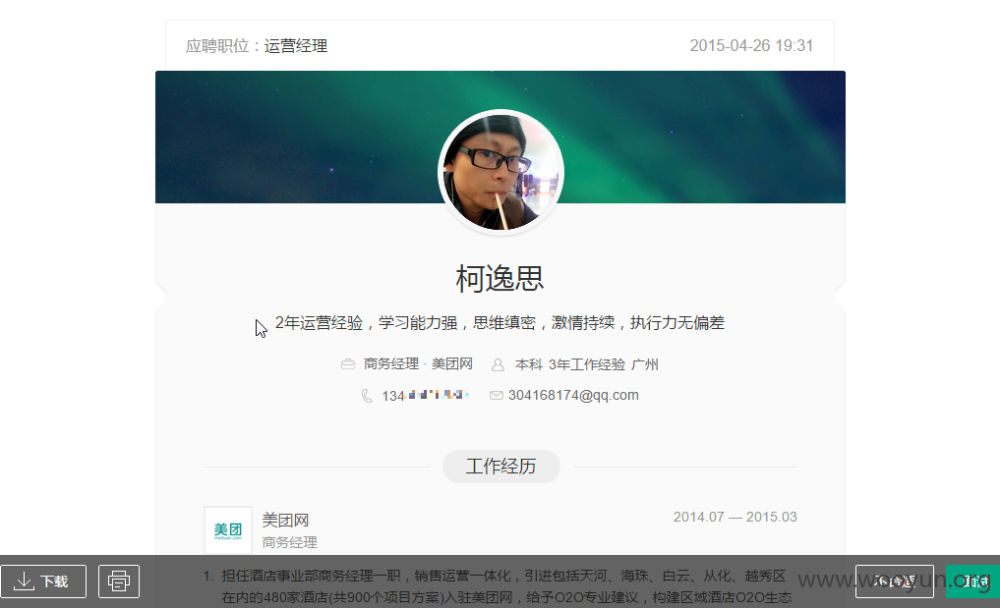 应聘职位：运营经理
2015-04-26 19:31
柯逸思
2年运营经验，学习能力强，思维缜密，激情持续，执行力无偏差
商务经理 · 美团网 本科 3年工作经验 广州
134 304168174@qq.com
工作经历
美团
meituan.com
美团网
2014.07 — 2015.03
商务经理
1. 担任酒店事业部商务经理一职，销售运营一体化，引进包括天河、海珠、白云、从化、越秀区
在内的480家酒店(共900个项目方案)入驻美团网，给予O2O专业建议，构建区域酒店O2O生态
下载
不合适
面试
www.wooyun.org